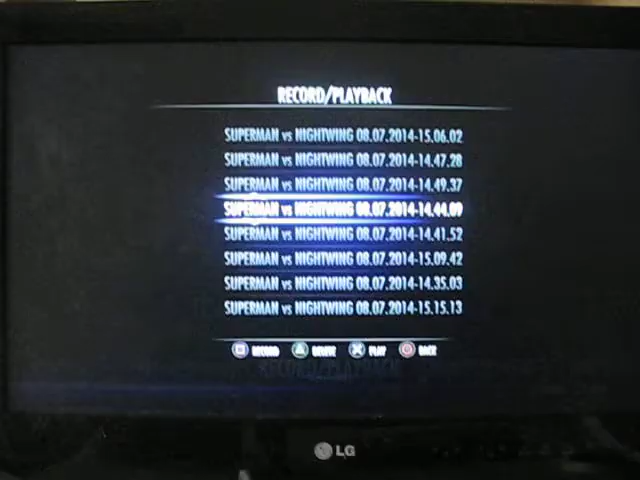 RECORD/PLAYBACK
SUPERMAN vs NIGHTWING 08.07.2014-15.06.02
SUPERMAN vs NIGHTWING 08.07.2014-14.47.28
SUPERMAN vs NIGHTWING 08.07.2014-14.49.37
SUPERMAN vs NIGHTWING 08.07.2014-14.44.09
SUPERMAN vs NIGHTWING 08.07.2014-14.41.52
SUPERMAN vs NIGHTWING 08.07.2014-15.09.42
SUPERMAN vs NIGHTWING 08.07.2014-14.35.03
SUPERMAN vs NIGHTWING 08.07.2014-15.15.13
RECORD DELETE PLAY BACK
RECORD/PLAYBACK
LG